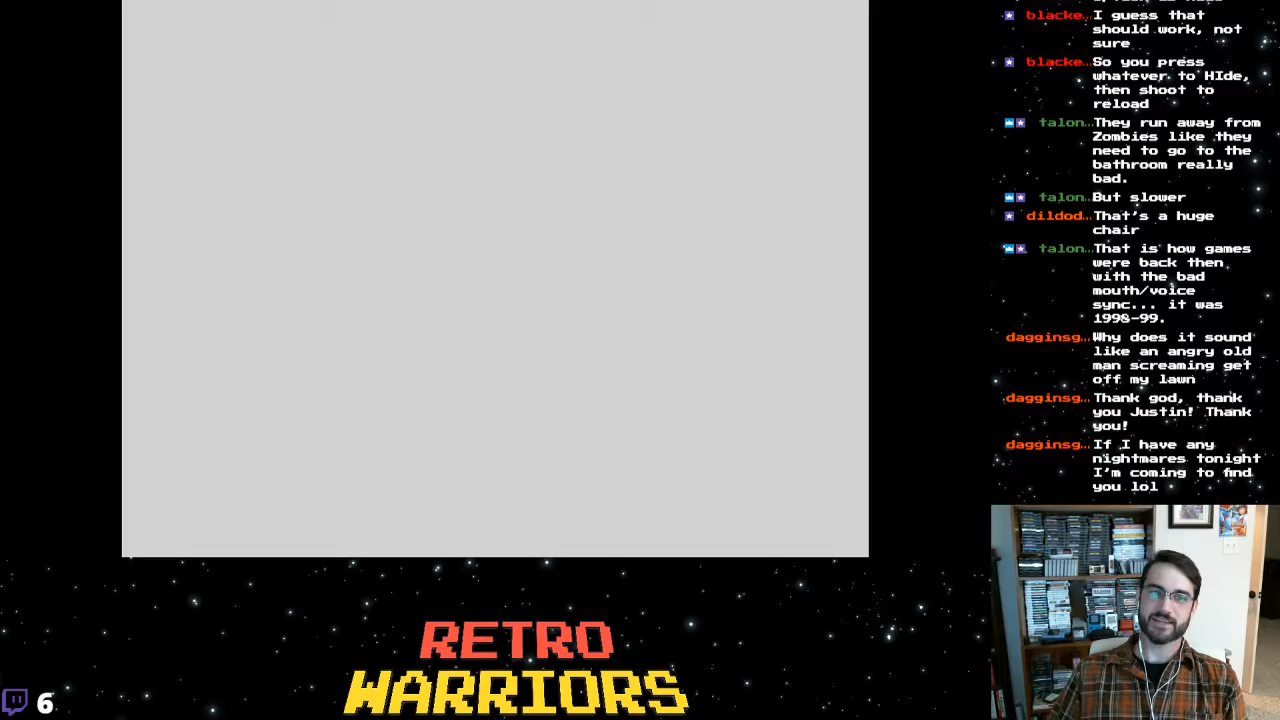 blacke.. I guess that
should work, not
sure
blacke.. So you press
whatever to HIde,
then shoot to
reload
talon.. They run away from
Zombies like they
need to go to the
bathroom really
bad.
talon.. But slower
dildod.. That's a huge
chair
talon.. That is how games
were back then
with the bad
mouth/voice
sync... it was
1998-99.
dagginsg.. Why does it sound
like an angry old
man screaming get
off my lawn
dagginsg.. Thank god, thank
you Justin! Thank
you!
dagginsg.. If I have any
nightmares tonight
I'm coming to find
you lol
RETRO
WARRIORS
6